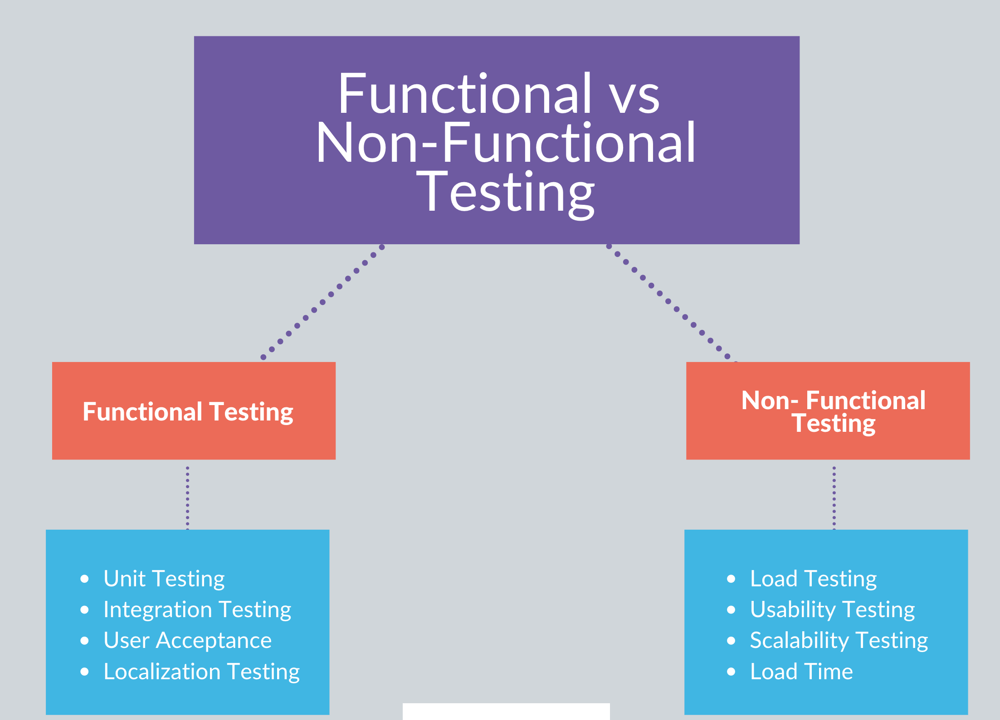 Functional vs
Non-Functional
Testing
Functional Testing
Non- Functional
Testing
• Unit Testing
• Integration Testing
• User Acceptance
• Localization Testing
• Load Testing
• Usability Testing
• Scalability Testing
• Load Time